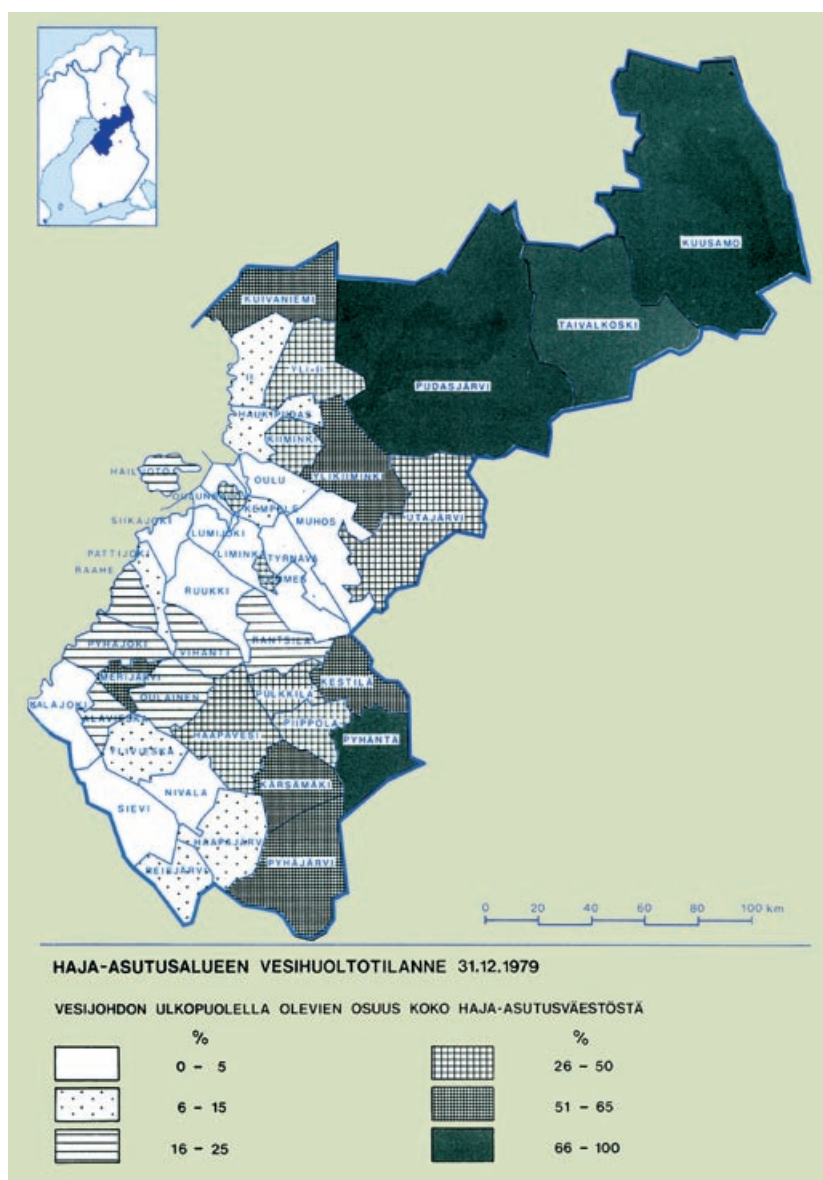 KUUSAMO
TAIVALKOSKI
PUDASJÄRVI
KUIVANIEMI
II
YLI-II
HAUKIPUDAS
KIIMINKI
YLIKIIMINKI
HAILUOTO
OULU
KEMPELE
UTAJÄRVI
MUHOS
SIIKAJOKI
LUMIJOKI
LIMINKA
TYRNÄVÄ
PATTIJOKI
RAAHE
RUUKKI
RANTSILA
PYHÄJOKI
VIHANTI
MERIJÄRVI
OULAINEN
PULKKILA
KESTILÄ
KALAJOKI
ALAVIESKA
HAAPAVESI
PIIPPOLA
PYHÄNTÄ
YLIVIESKA
KÄRSÄMÄKI
NIVALA
SIEVI
HAAPAJÄRVI
REISJÄRVI
PYHÄJÄRVI
0 20 40 60 80 100 km
HAJA-ASUTUSALUEEN VESIHUOLTOTILANNE 31.12.1979
VESIJOHDON ULKOPUOLELLA OLEVIEN OSUUS KOKO HAJA-ASUTUSVÄESTÖSTÄ
% %
0 – 5 26 – 50
6 – 15 51 – 65
16 – 25 66 – 100